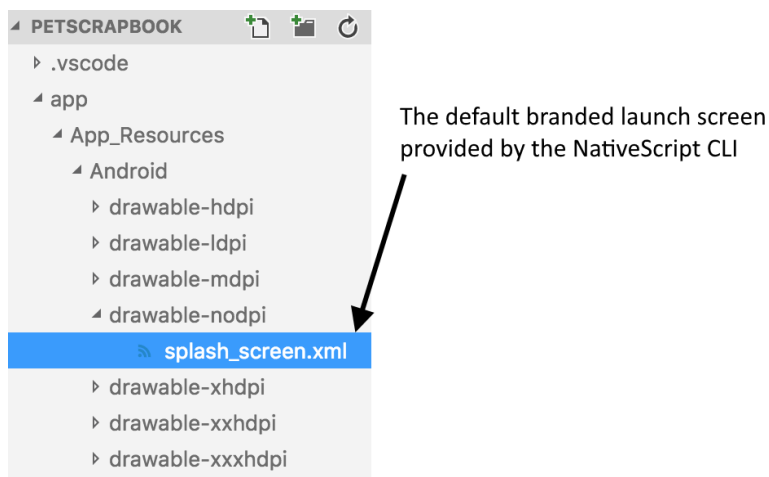 PETSCRAPBOOK
.vscode
app
App_Resources
Android
drawable-hdpi
drawable-ldpi
drawable-mdpi
drawable-nodpi
splash_screen.xml
drawable-xhdpi
drawable-xxhdpi
drawable-xxxhdpi
The default branded launch screen
provided by the NativeScript CLI